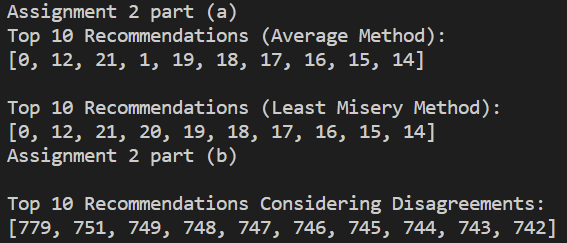 Assignment 2 part (a)
Top 10 Recommendations (Average Method):
[0, 12, 21, 1, 19, 18, 17, 16, 15, 14]
Top 10 Recommendations (Least Misery Method):
[0, 12, 21, 20, 19, 18, 17, 16, 15, 14]
Assignment 2 part (b)
Top 10 Recommendations Considering Disagreements:
[779, 751, 749, 748, 747, 746, 745, 744, 743, 742]